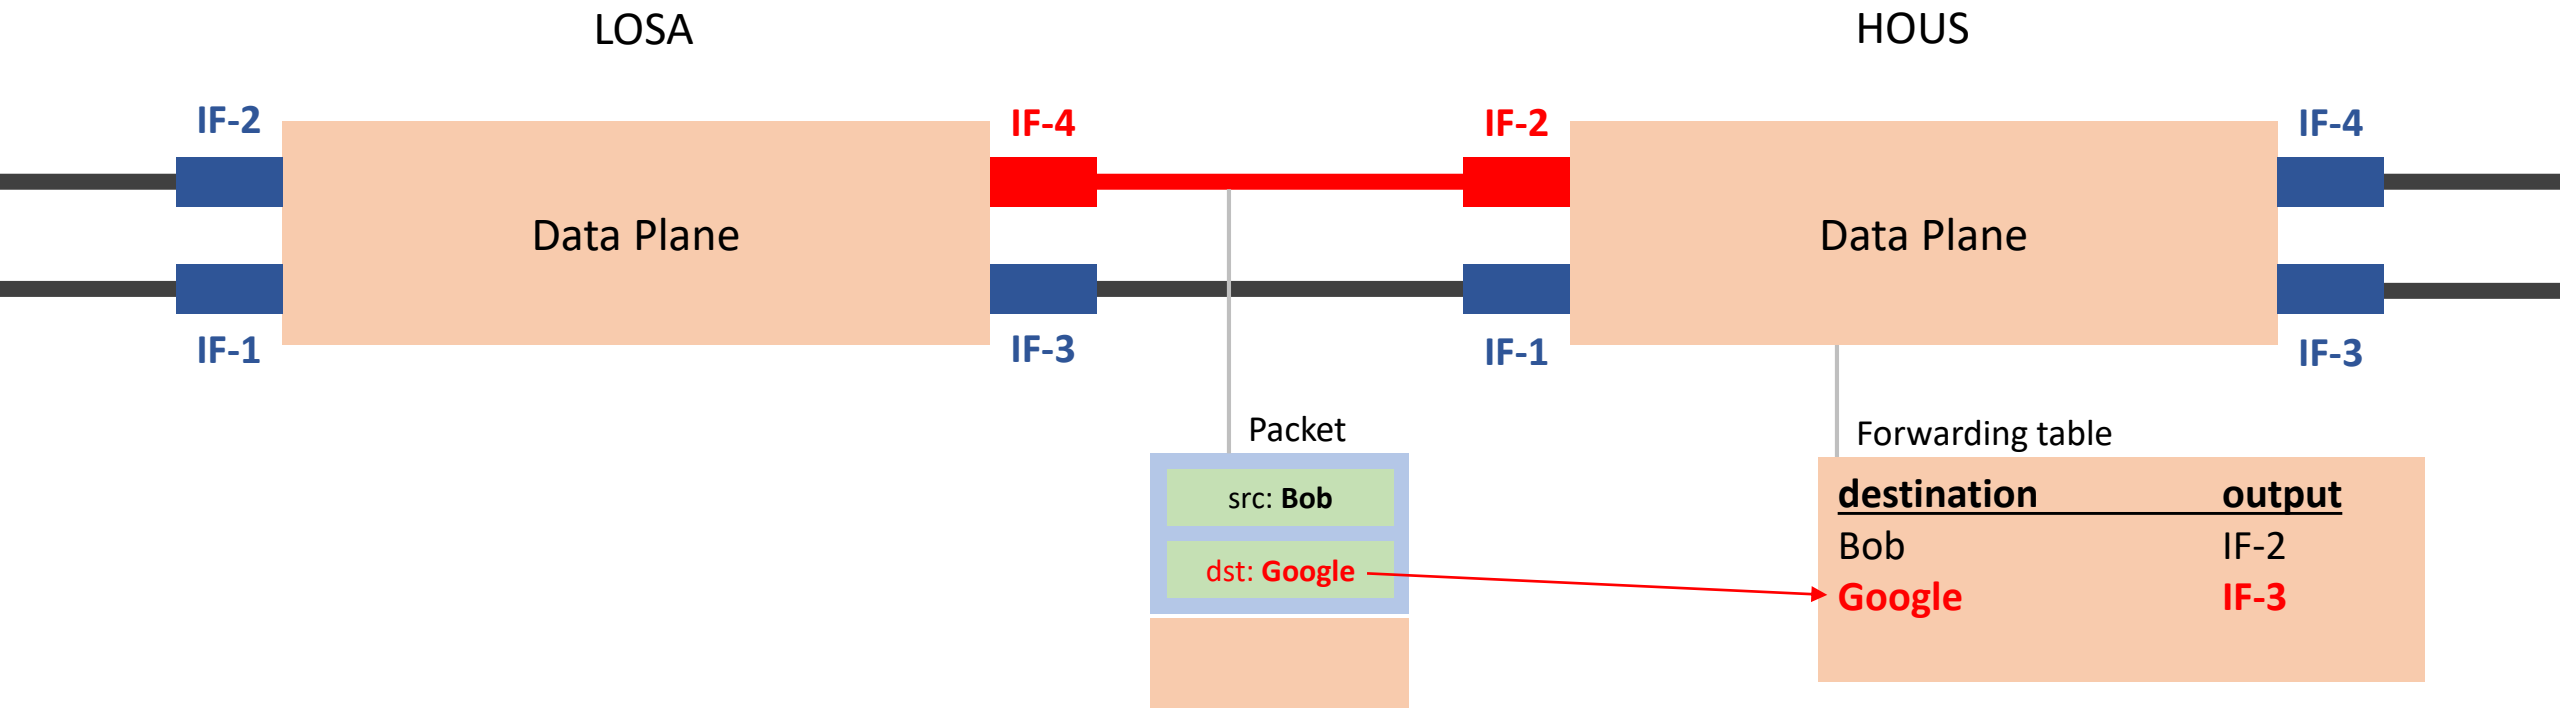 LOSA
HOUS
IF-2
IF-4
IF-2
IF-4
Data Plane
Data Plane
IF-1
IF-3
IF-1
IF-3
Packet
src: Bob
dst: Google
Forwarding table
destination output
Bob IF-2
Google IF-3